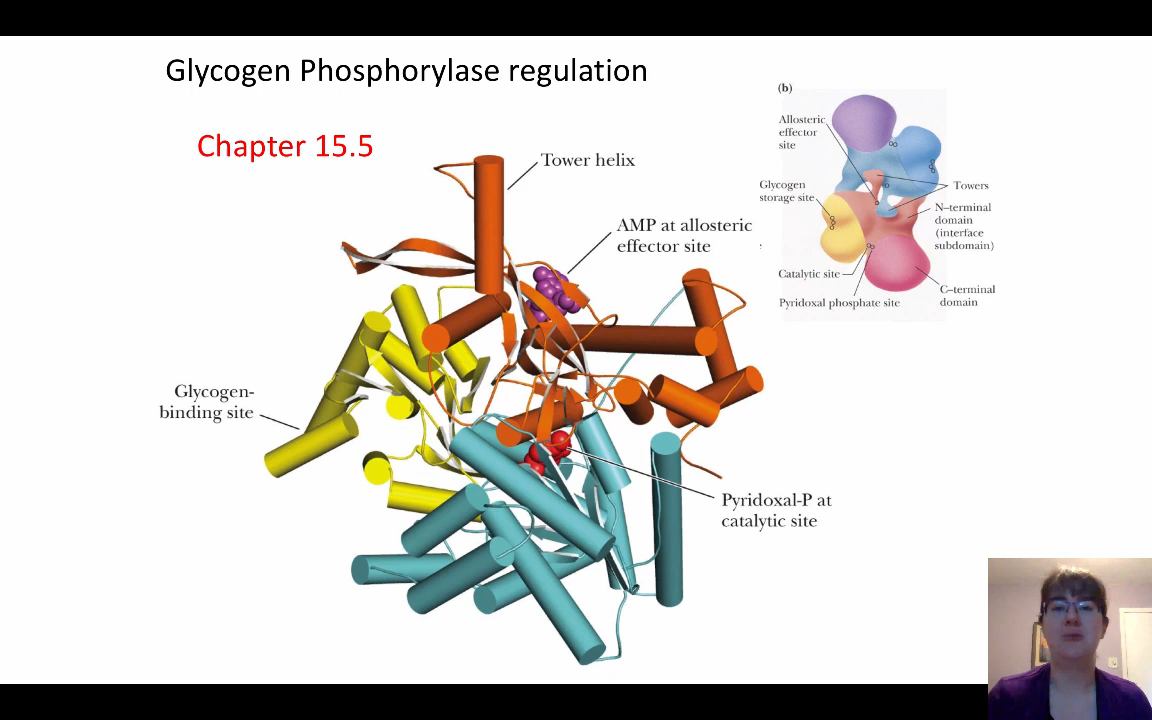 Glycogen Phosphorylase regulation
Chapter 15.5
Tower helix
AMP at allosteric
effector site
Glycogen-
binding site
Pyridoxal-P at
catalytic site
(b)
Allosteric
effector
site
Glycogen
storage site
Catalytic site
Pyridoxal phosphate site
Towers
N–terminal
domain
(interface
subdomain)
C–terminal
domain